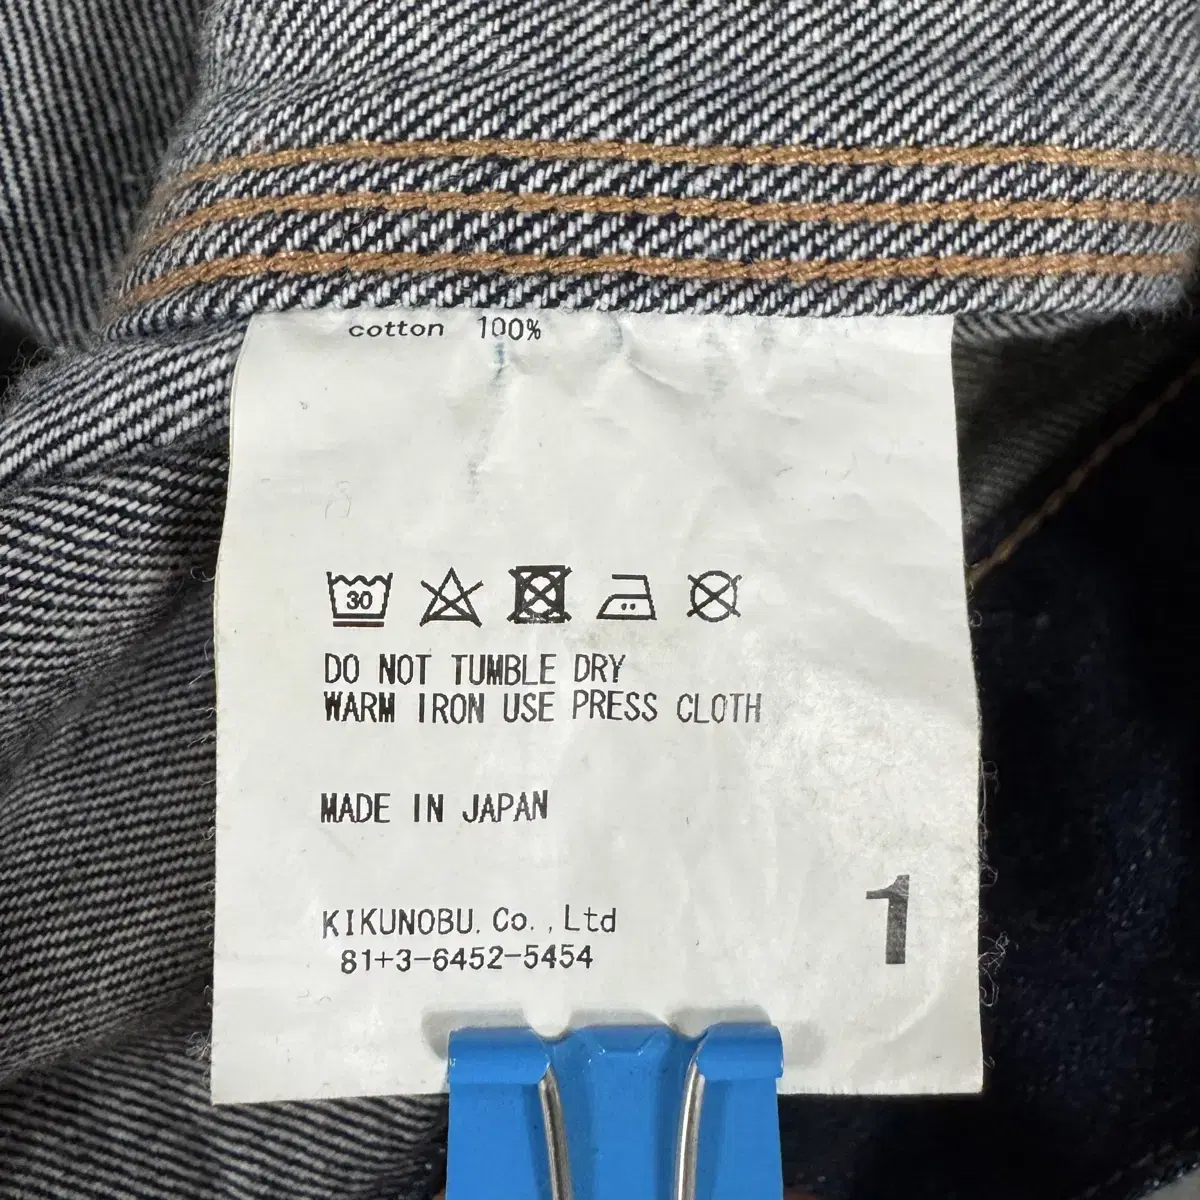 cotton 100%
30
DO NOT TUMBLE DRY
WARM IRON USE PRESS CLOTH
MADE IN JAPAN
KIKUNOBU.Co.,Ltd
81+3-6452-5454
1